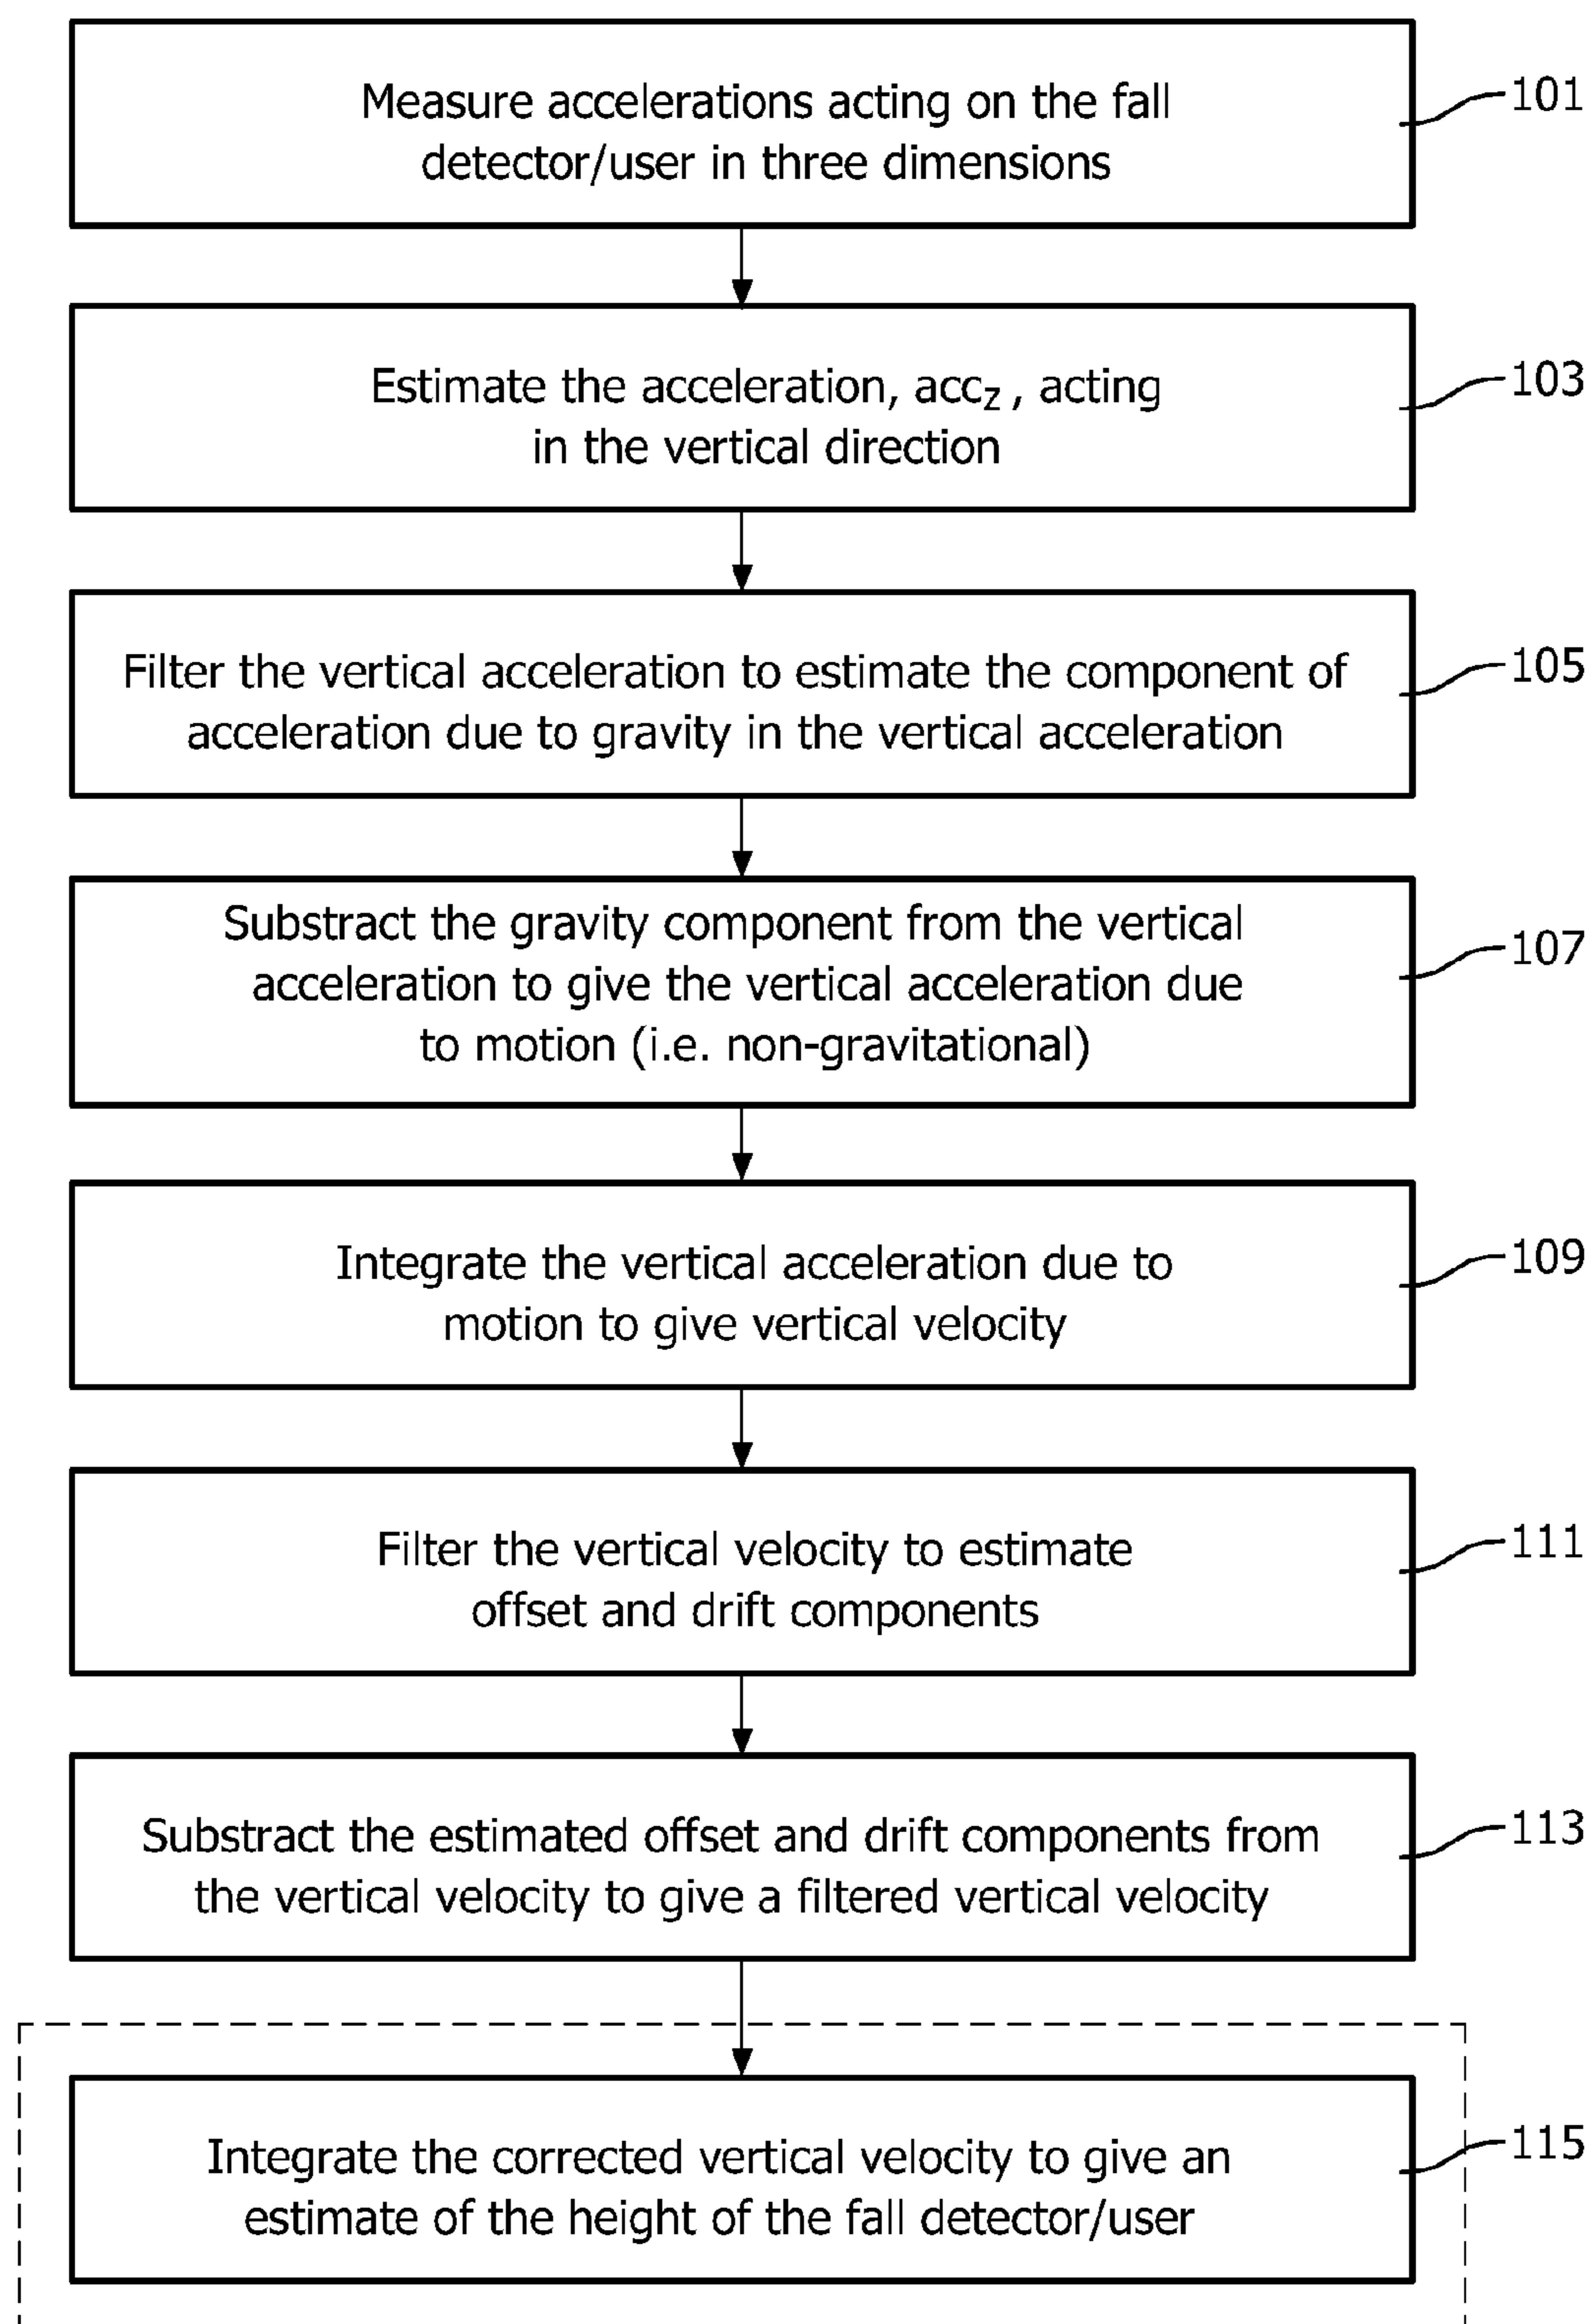 Measure accelerations acting on the fall
detector/user in three dimensions
101
Estimate the acceleration, accz , acting
in the vertical direction
103
Filter the vertical acceleration to estimate the component of
acceleration due to gravity in the vertical acceleration
105
Substract the gravity component from the vertical
acceleration to give the vertical acceleration due
to motion (i.e. non-gravitational)
107
Integrate the vertical acceleration due to
motion to give vertical velocity
109
Filter the vertical velocity to estimate
offset and drift components
111
Substract the estimated offset and drift components from
the vertical velocity to give a filtered vertical velocity
113
Integrate the corrected vertical velocity to give an
estimate of the height of the fall detector/user
115